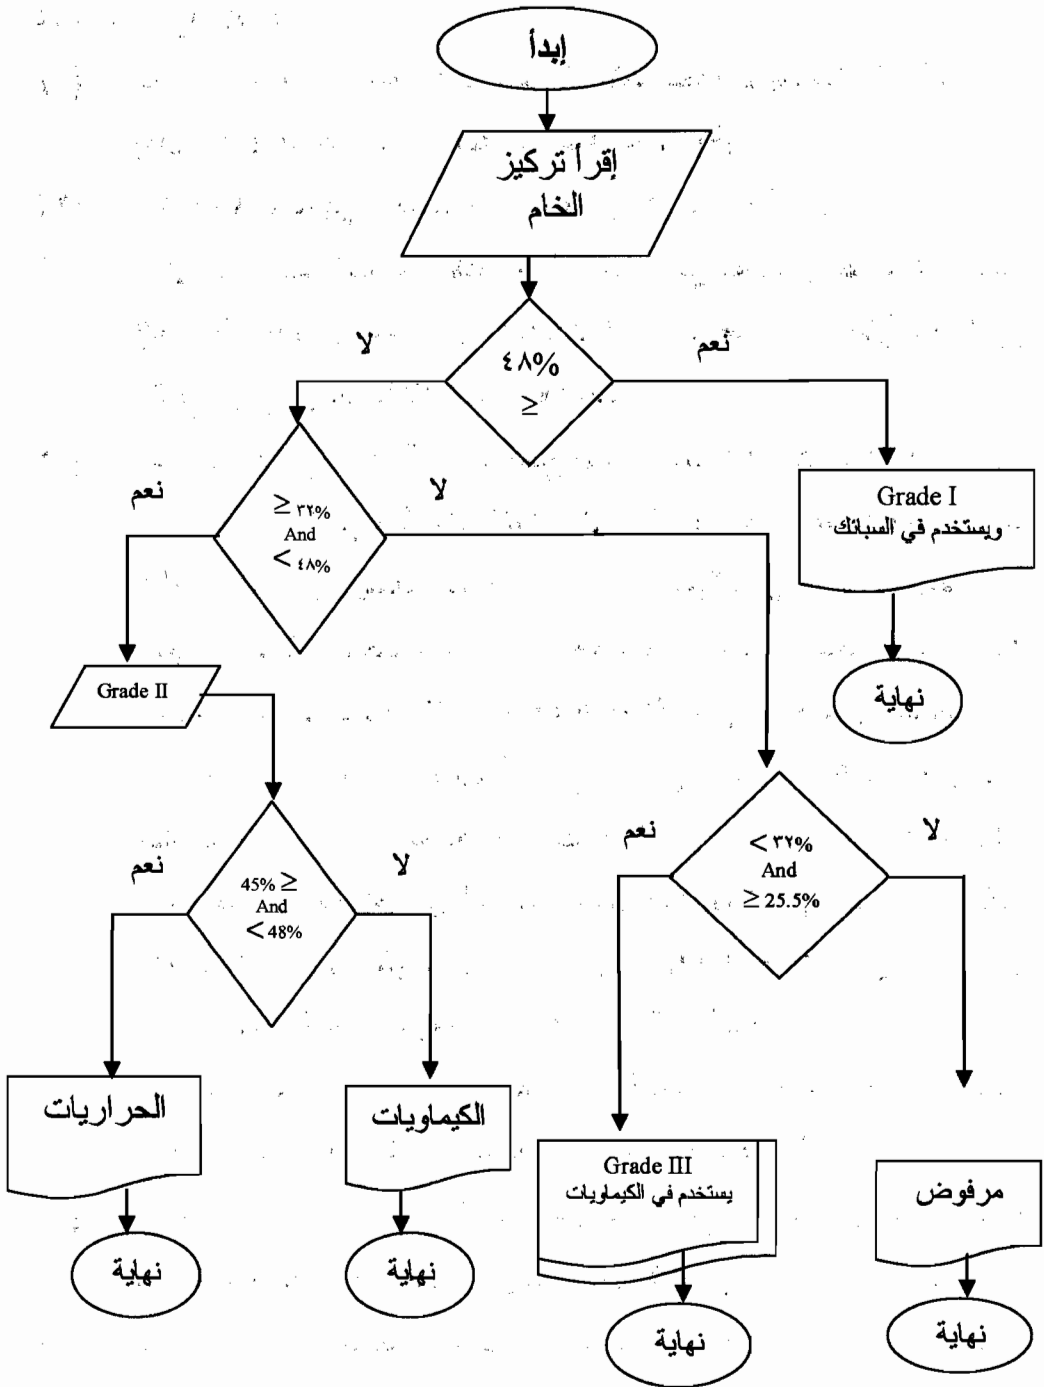 إبدأ
إقرأ تركيز
الخام
لا
نعم
٤٨%
≥
نعم
≥ ٣٢%
And
< ٤٨%
لا
Grade I
ويستخدم في السبائك
نهاية
Grade II
نعم
45% ≥
And
< 48%
لا
نعم
< ٣٢%
And
≥ 25.5%
لا
الحراريات
الكيماويات
Grade III
يستخدم في الكيماويات
مرفوض
نهاية
نهاية
نهاية
نهاية